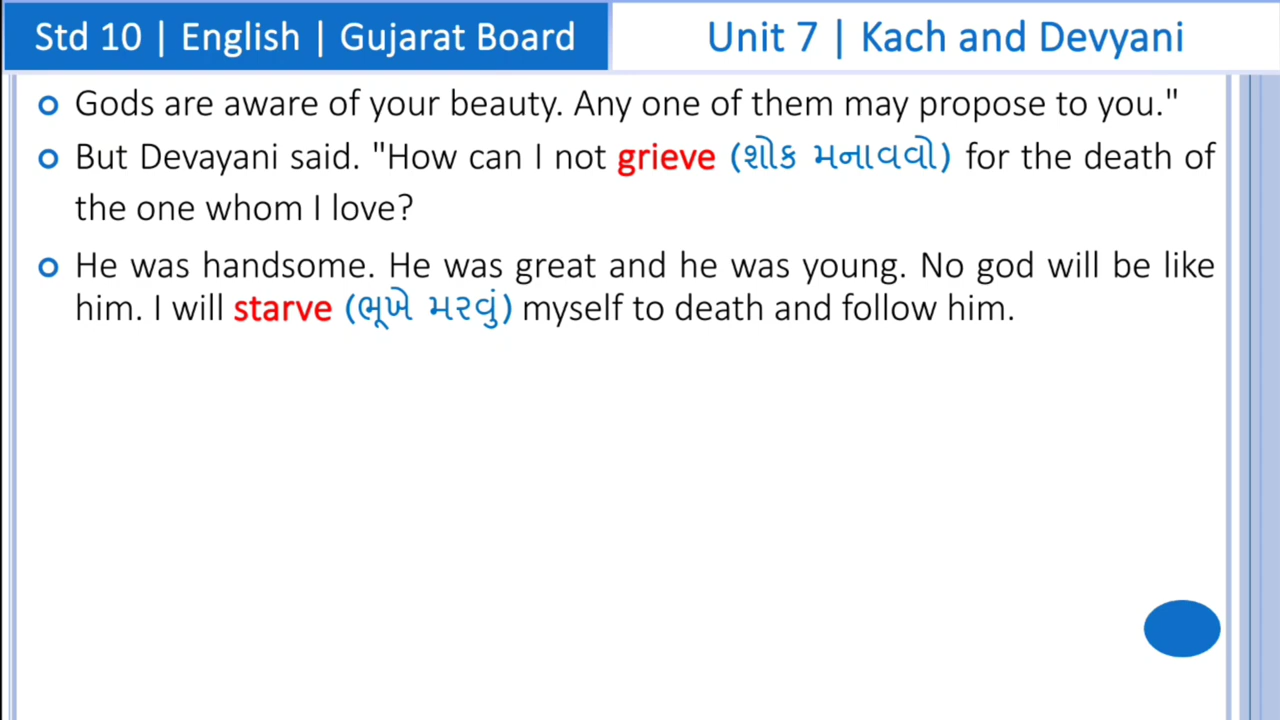 Std 10 | English | Gujarat Board
Unit 7 | Kach and Devyani
Gods are aware of your beauty. Any one of them may propose to you."
But Devayani said. "How can I not grieve (શોક મનાવવો) for the death of
the one whom I love?
He was handsome. He was great and he was young. No god will be like
him. I will starve (ભૂખે મરવું) myself to death and follow him.